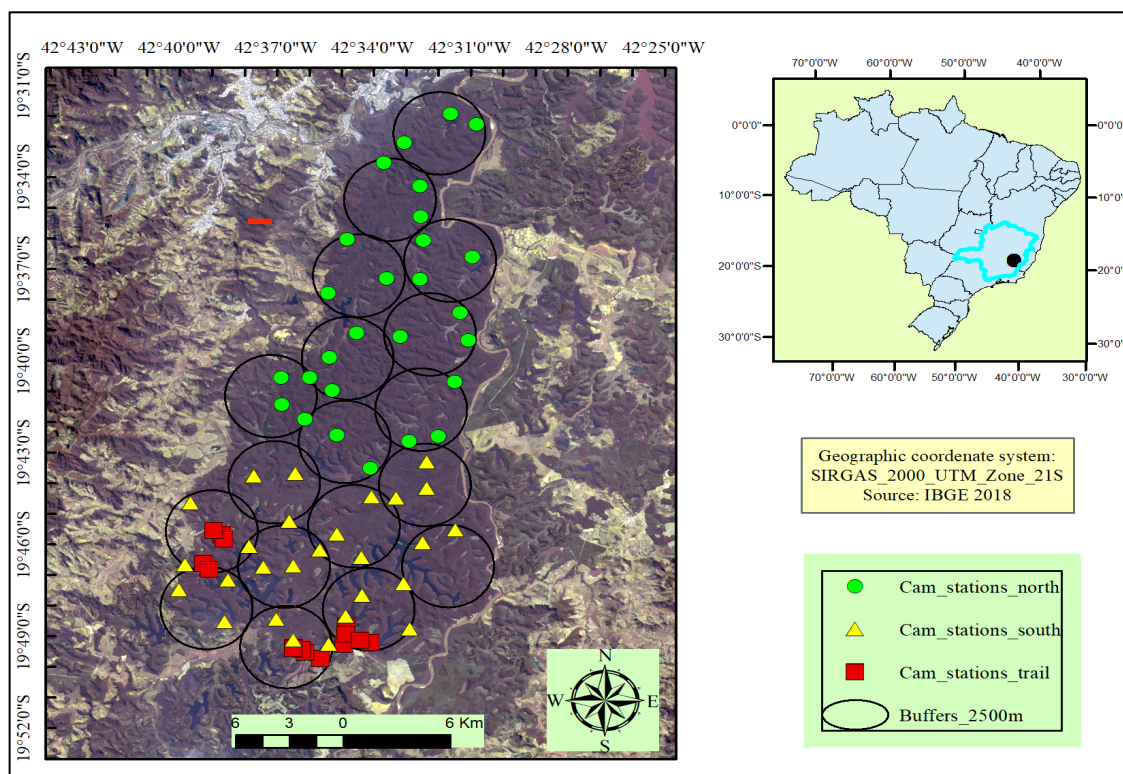 42°43'0"W 42°40'0"W 42°37'0"W 42°34'0"W 42°31'0"W 42°28'0"W 42°25'0"W
19°31'0"S
19°34'0"S
19°37'0"S
19°40'0"S
19°43'0"S
19°46'0"S
19°49'0"S
19°52'0"S
6 3 0 6 Km
N
W E
S
70°0'0"W 60°0'0"W 50°0'0"W 40°0'0"W
0°0'0" 0°0'0"S
10°0'0"S 10°0'0"S
20°0'0"S 20°0'0"S
30°0'0"S 30°0'0"S
70°0'0"W 60°0'0"W 50°0'0"W 40°0'0"W 30°0'0"W
Geographic coordenate system:
SIRGAS_2000_UTM_Zone_21S
Source: IBGE 2018
Cam_stations_north
Cam_stations_south
Cam_stations_trail
Buffers_2500m